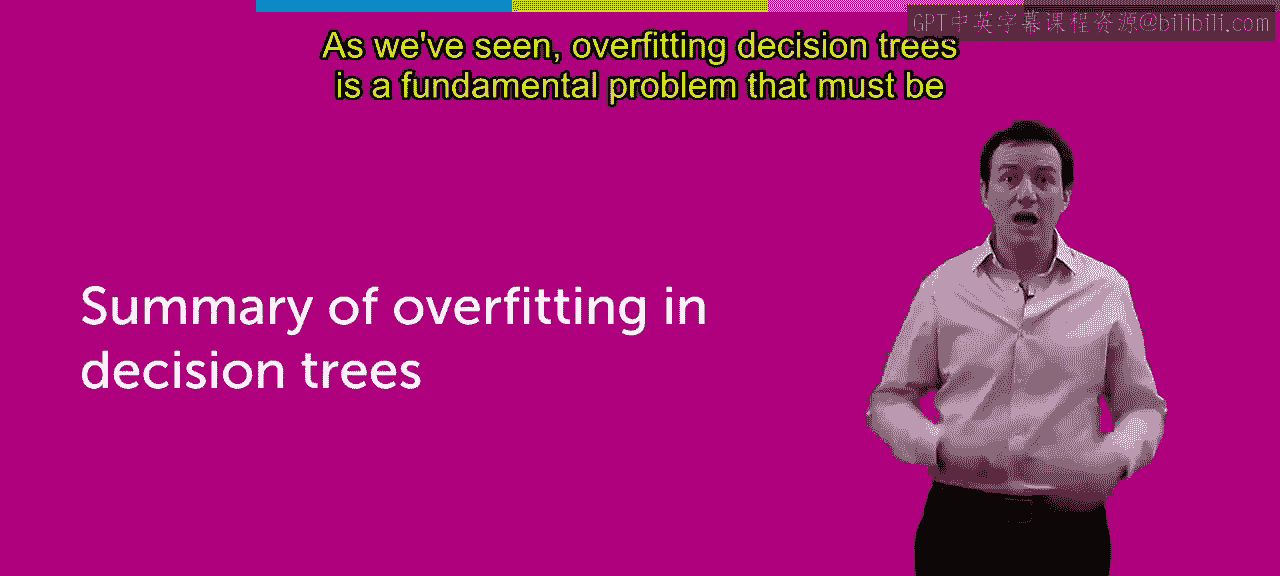 GPT中英字幕课程资源@bilibili.com
As we've seen, overfitting decision trees
is a fundamental problem that must be
Summary of overfitting in
decision trees